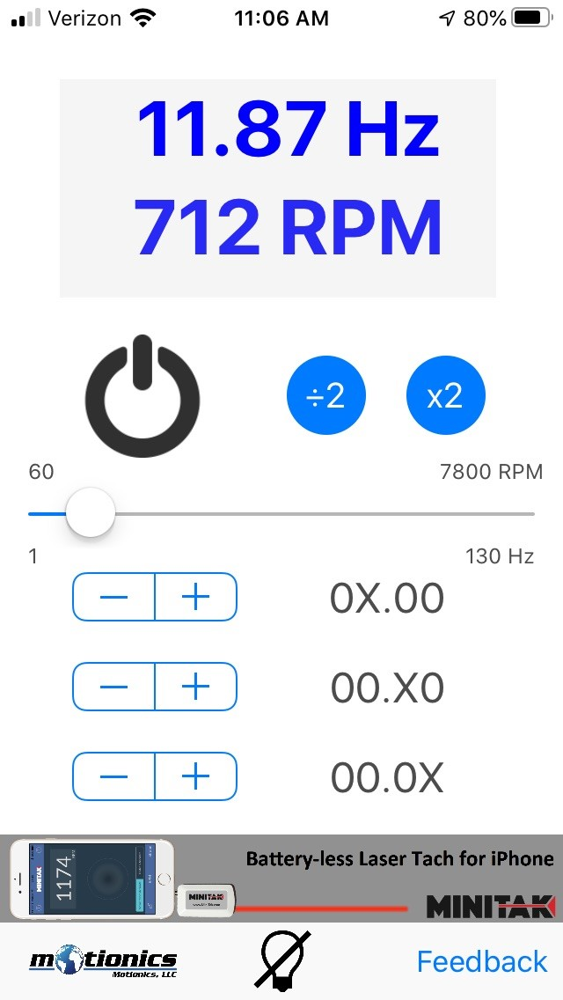 Verizon 11:06 AM 80%
11.87 Hz
712 RPM
÷2 x2
60 7800 RPM
1 130 Hz
− + 0X.00
− + 00.X0
− + 00.0X
Battery-less Laser Tach for iPhone
MINITAK 1174
MINITAK
MINITAK
motionics
Motionics, LLC
Feedback